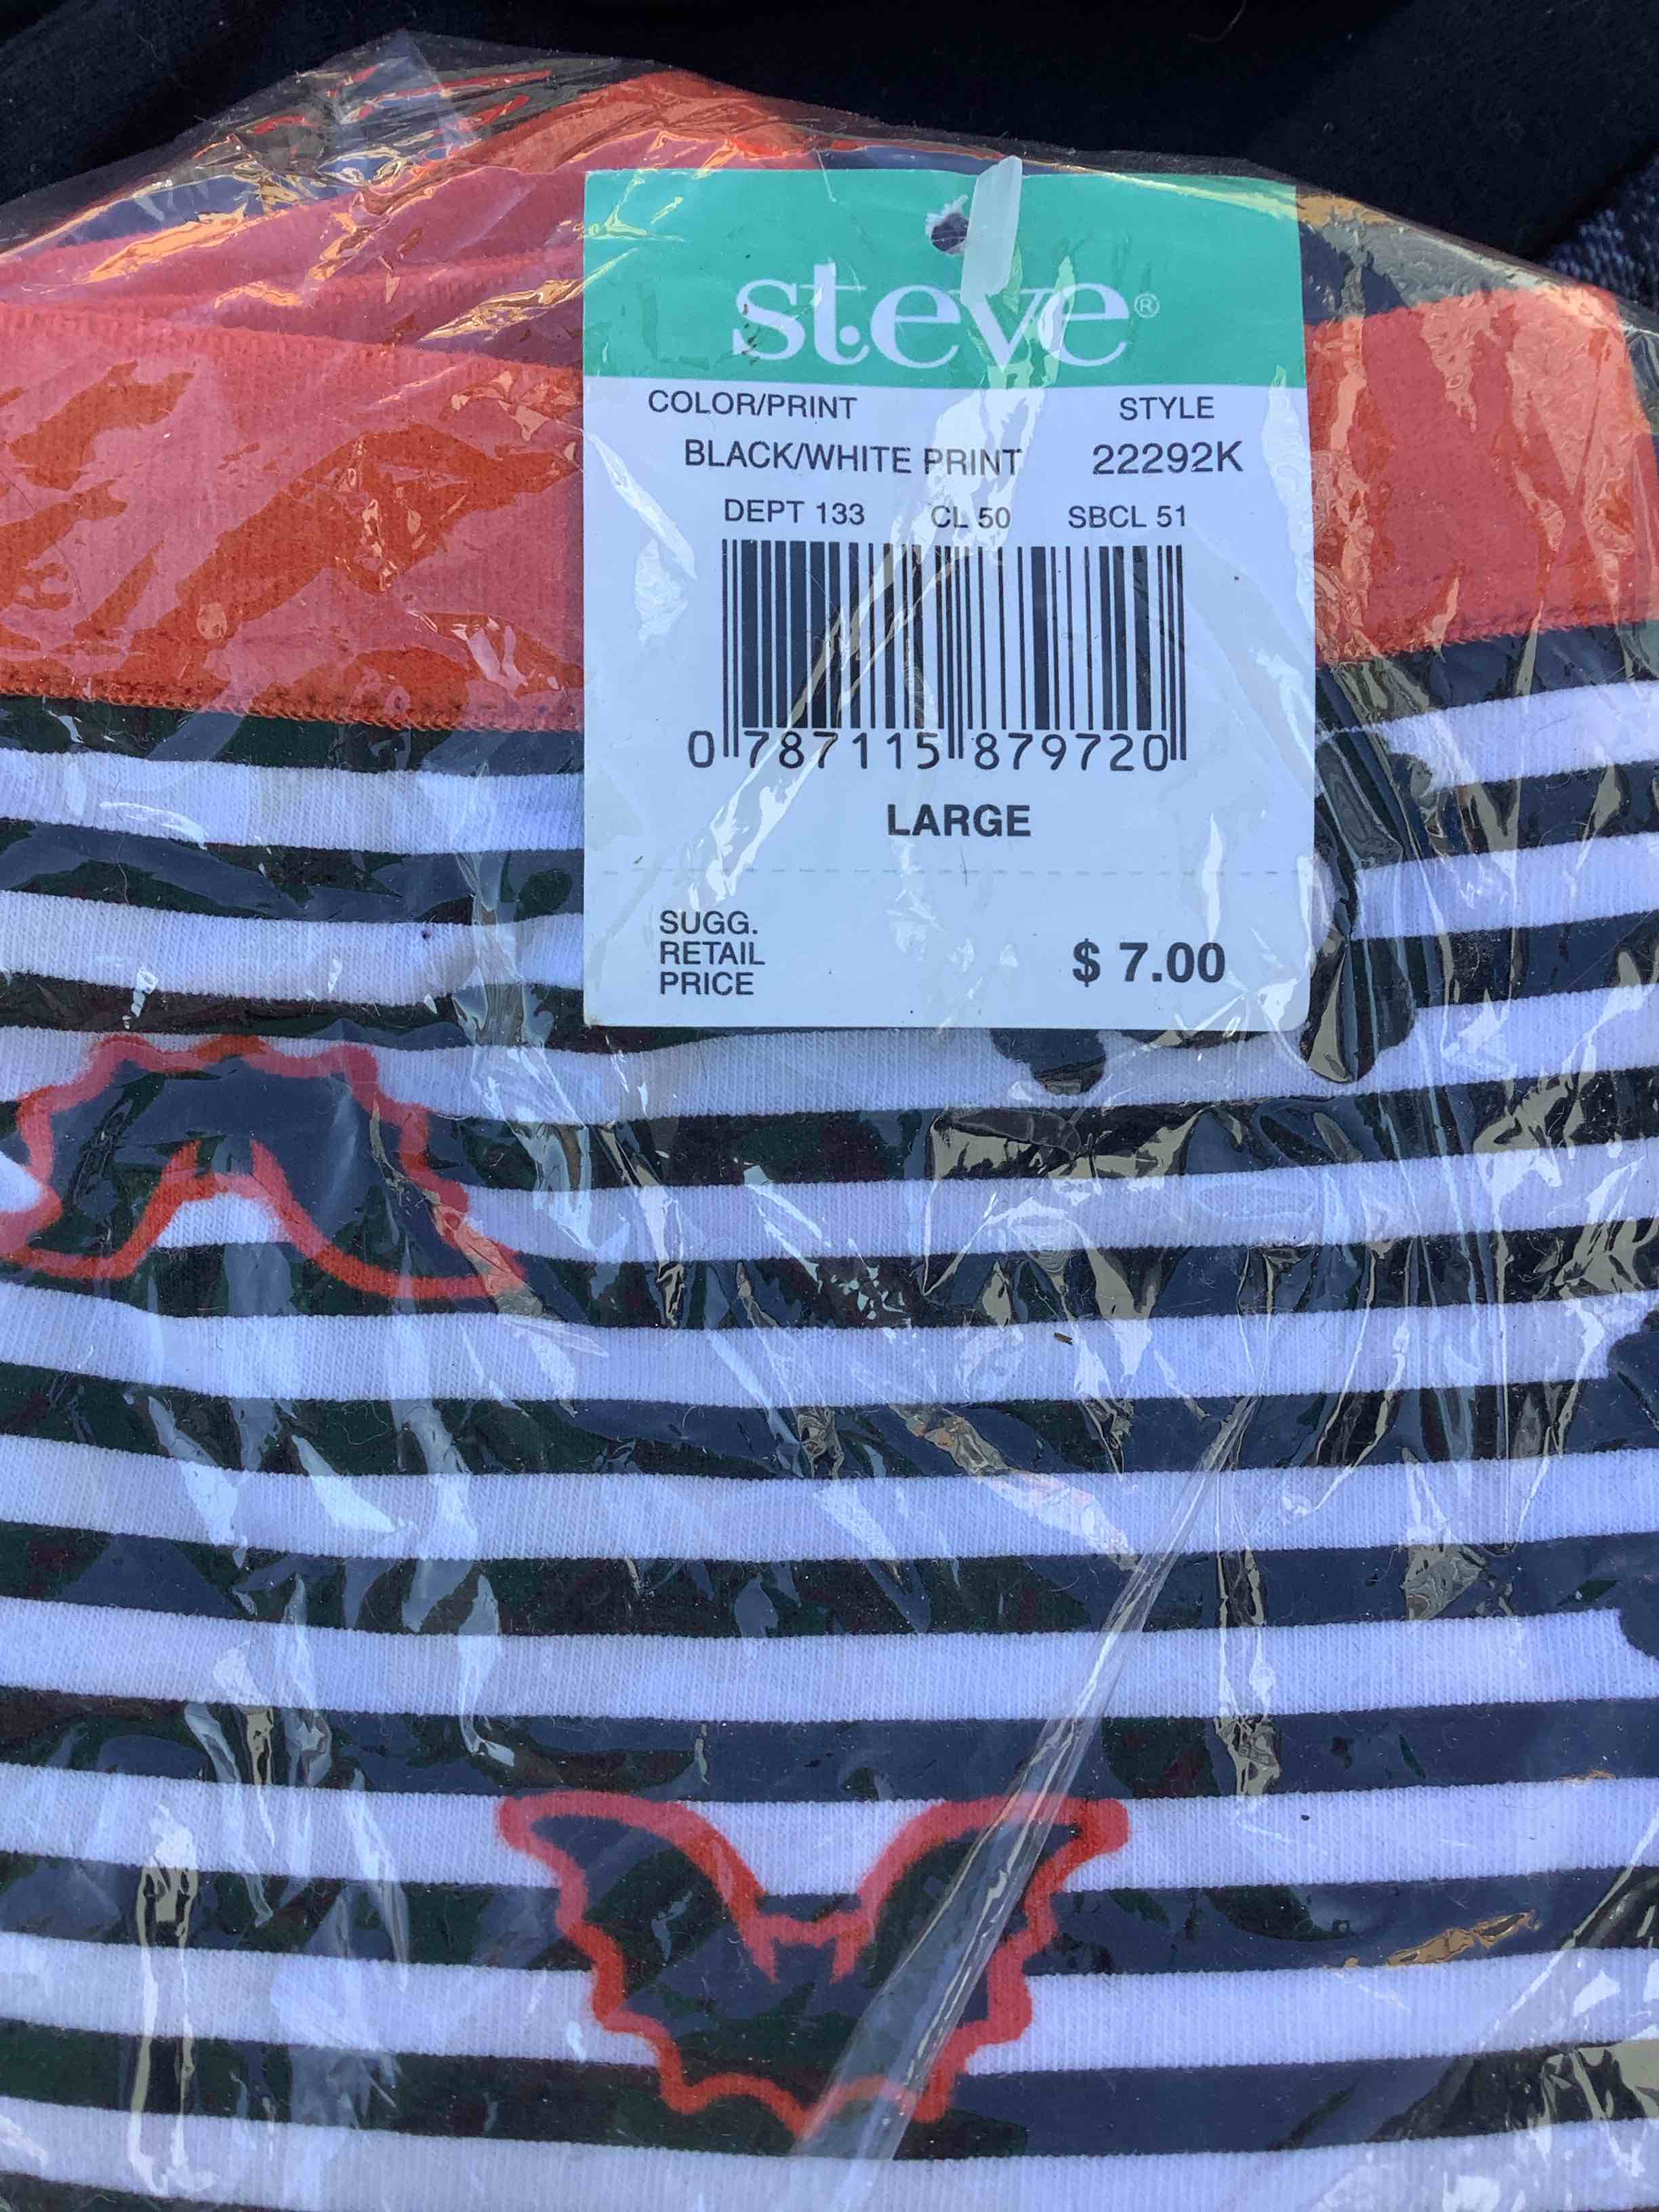 steve®
COLOR/PRINT STYLE
BLACK/WHITE PRINT 22292K
DEPT 133 CL 50 SBCL 51
0 787115 879720
LARGE
SUGG.
RETAIL
PRICE $ 7.00